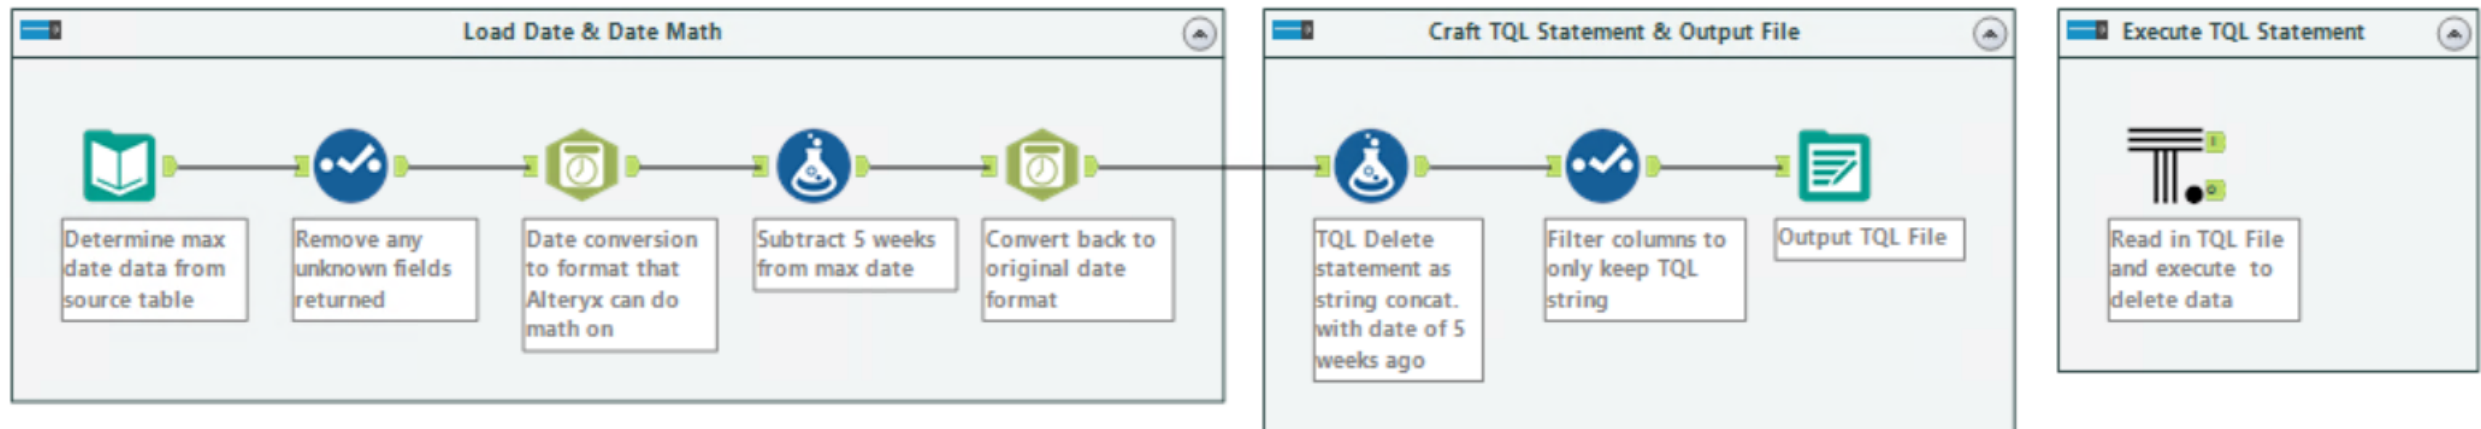 Load Date & Date Math
Determine max
date data from
source table
Remove any
unknown fields
returned
Date conversion
to format that
Alteryx can do
math on
Subtract 5 weeks
from max date
Convert back to
original date
format
Craft TQL Statement & Output File
TQL Delete
statement as
string concat.
with date of 5
weeks ago
Filter columns to
only keep TQL
string
Output TQL File
Execute TQL Statement
Read in TQL File
and execute to
delete data